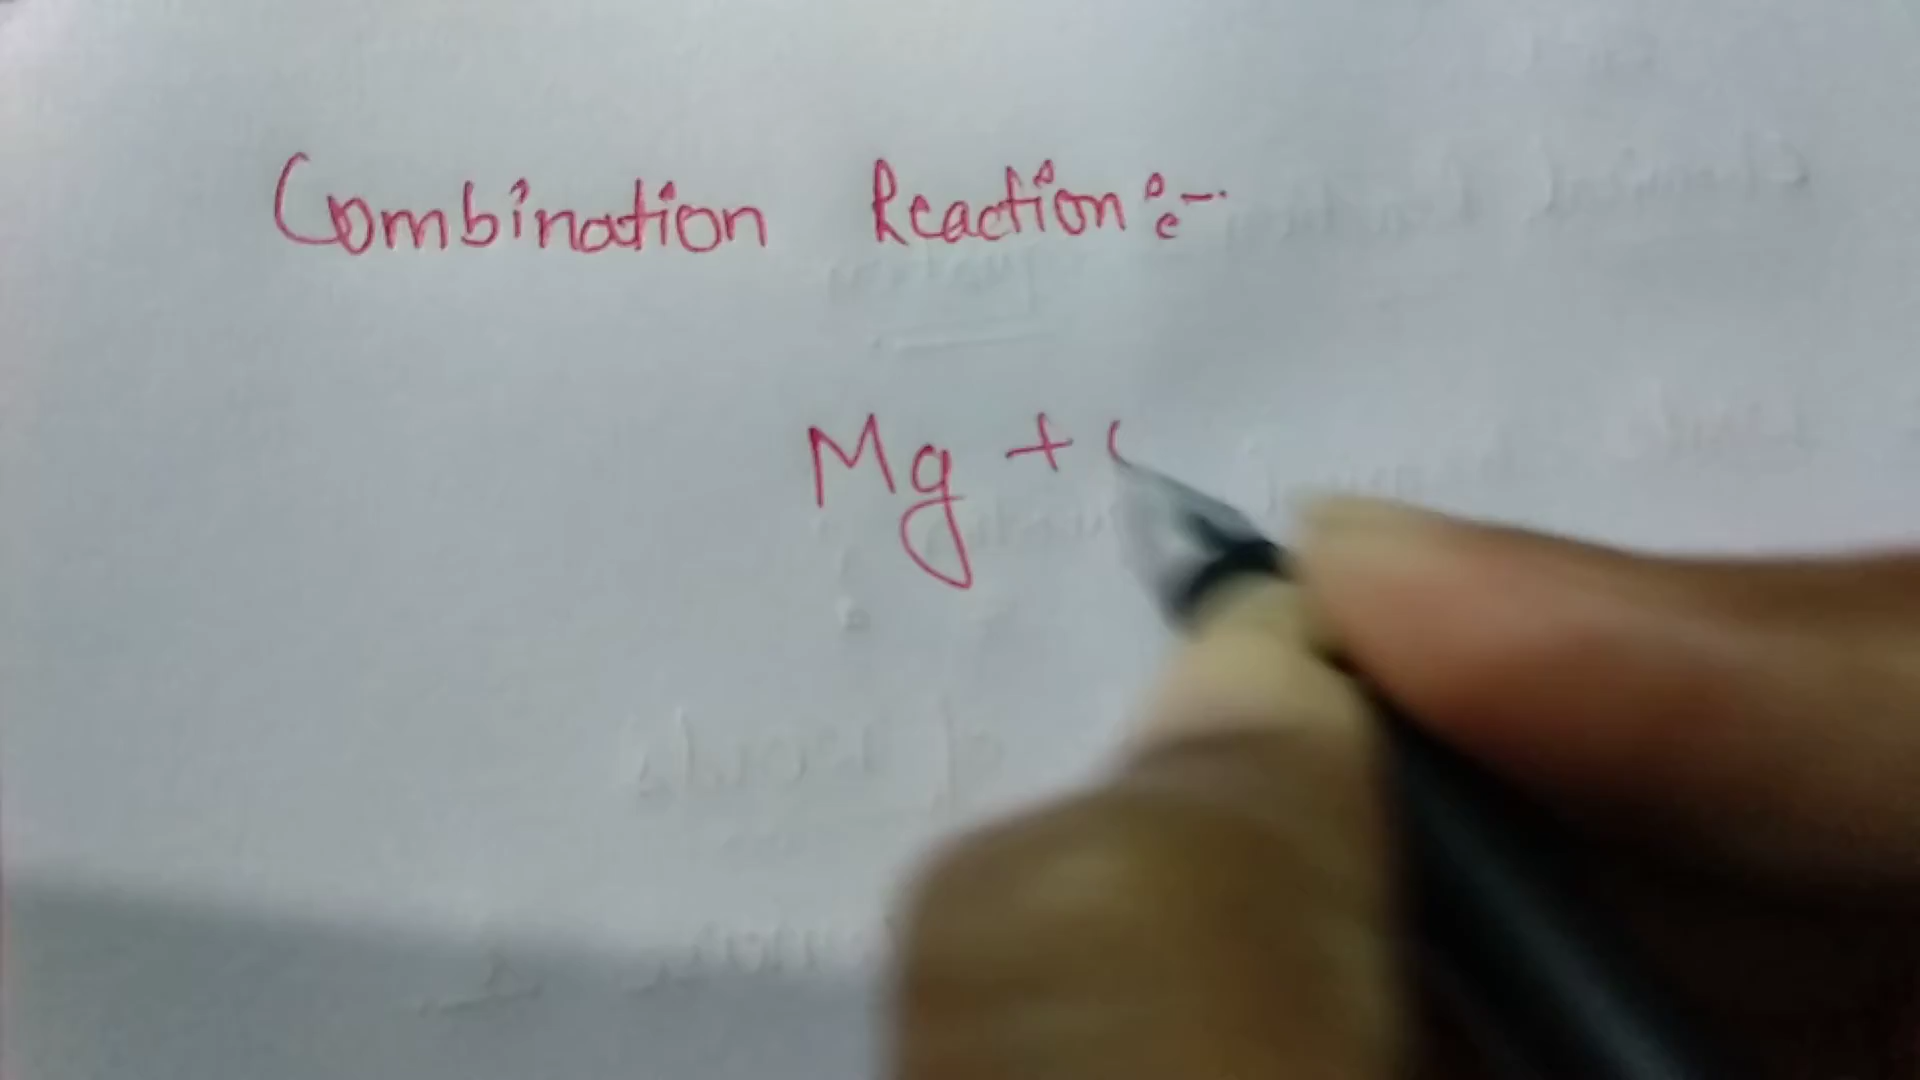 Combination Reaction :-
Mg +